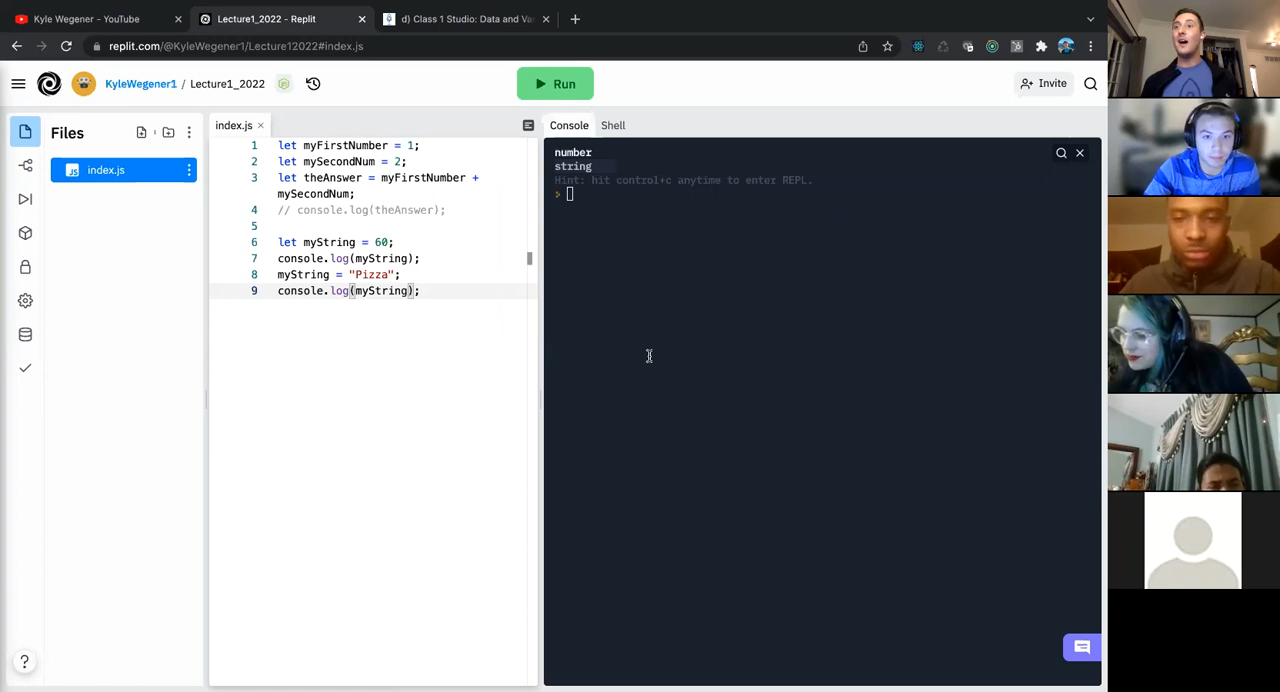 Kyle Wegener - YouTube
Lecture1_2022 - Replit
d) Class 1 Studio: Data and Va
replit.com/@KyleWegener1/Lecture12022#index.js
KyleWegener1 / Lecture1_2022
Run
Invite
Files
index.js
index.js
1 let myFirstNumber = 1;
2 let mySecondNum = 2;
3 let theAnswer = myFirstNumber +
mySecondNum;
4 // console.log(theAnswer);
5
6 let myString = 60;
7 console.log(myString);
8 myString = "Pizza";
9 console.log(myString);
Console
Shell
number
string
Hint: hit control+c anytime to enter REPL.
>
?